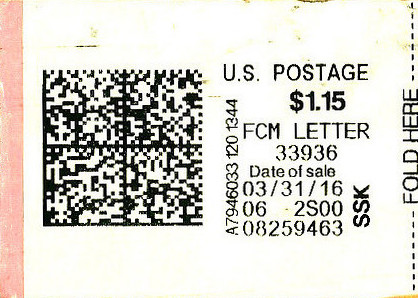 U.S. POSTAGE
$1.15
FCM LETTER
33936
Date of sale
03/31/16
06 2S00
08259463
SSK
A7946033 120 1344
FOLD HERE